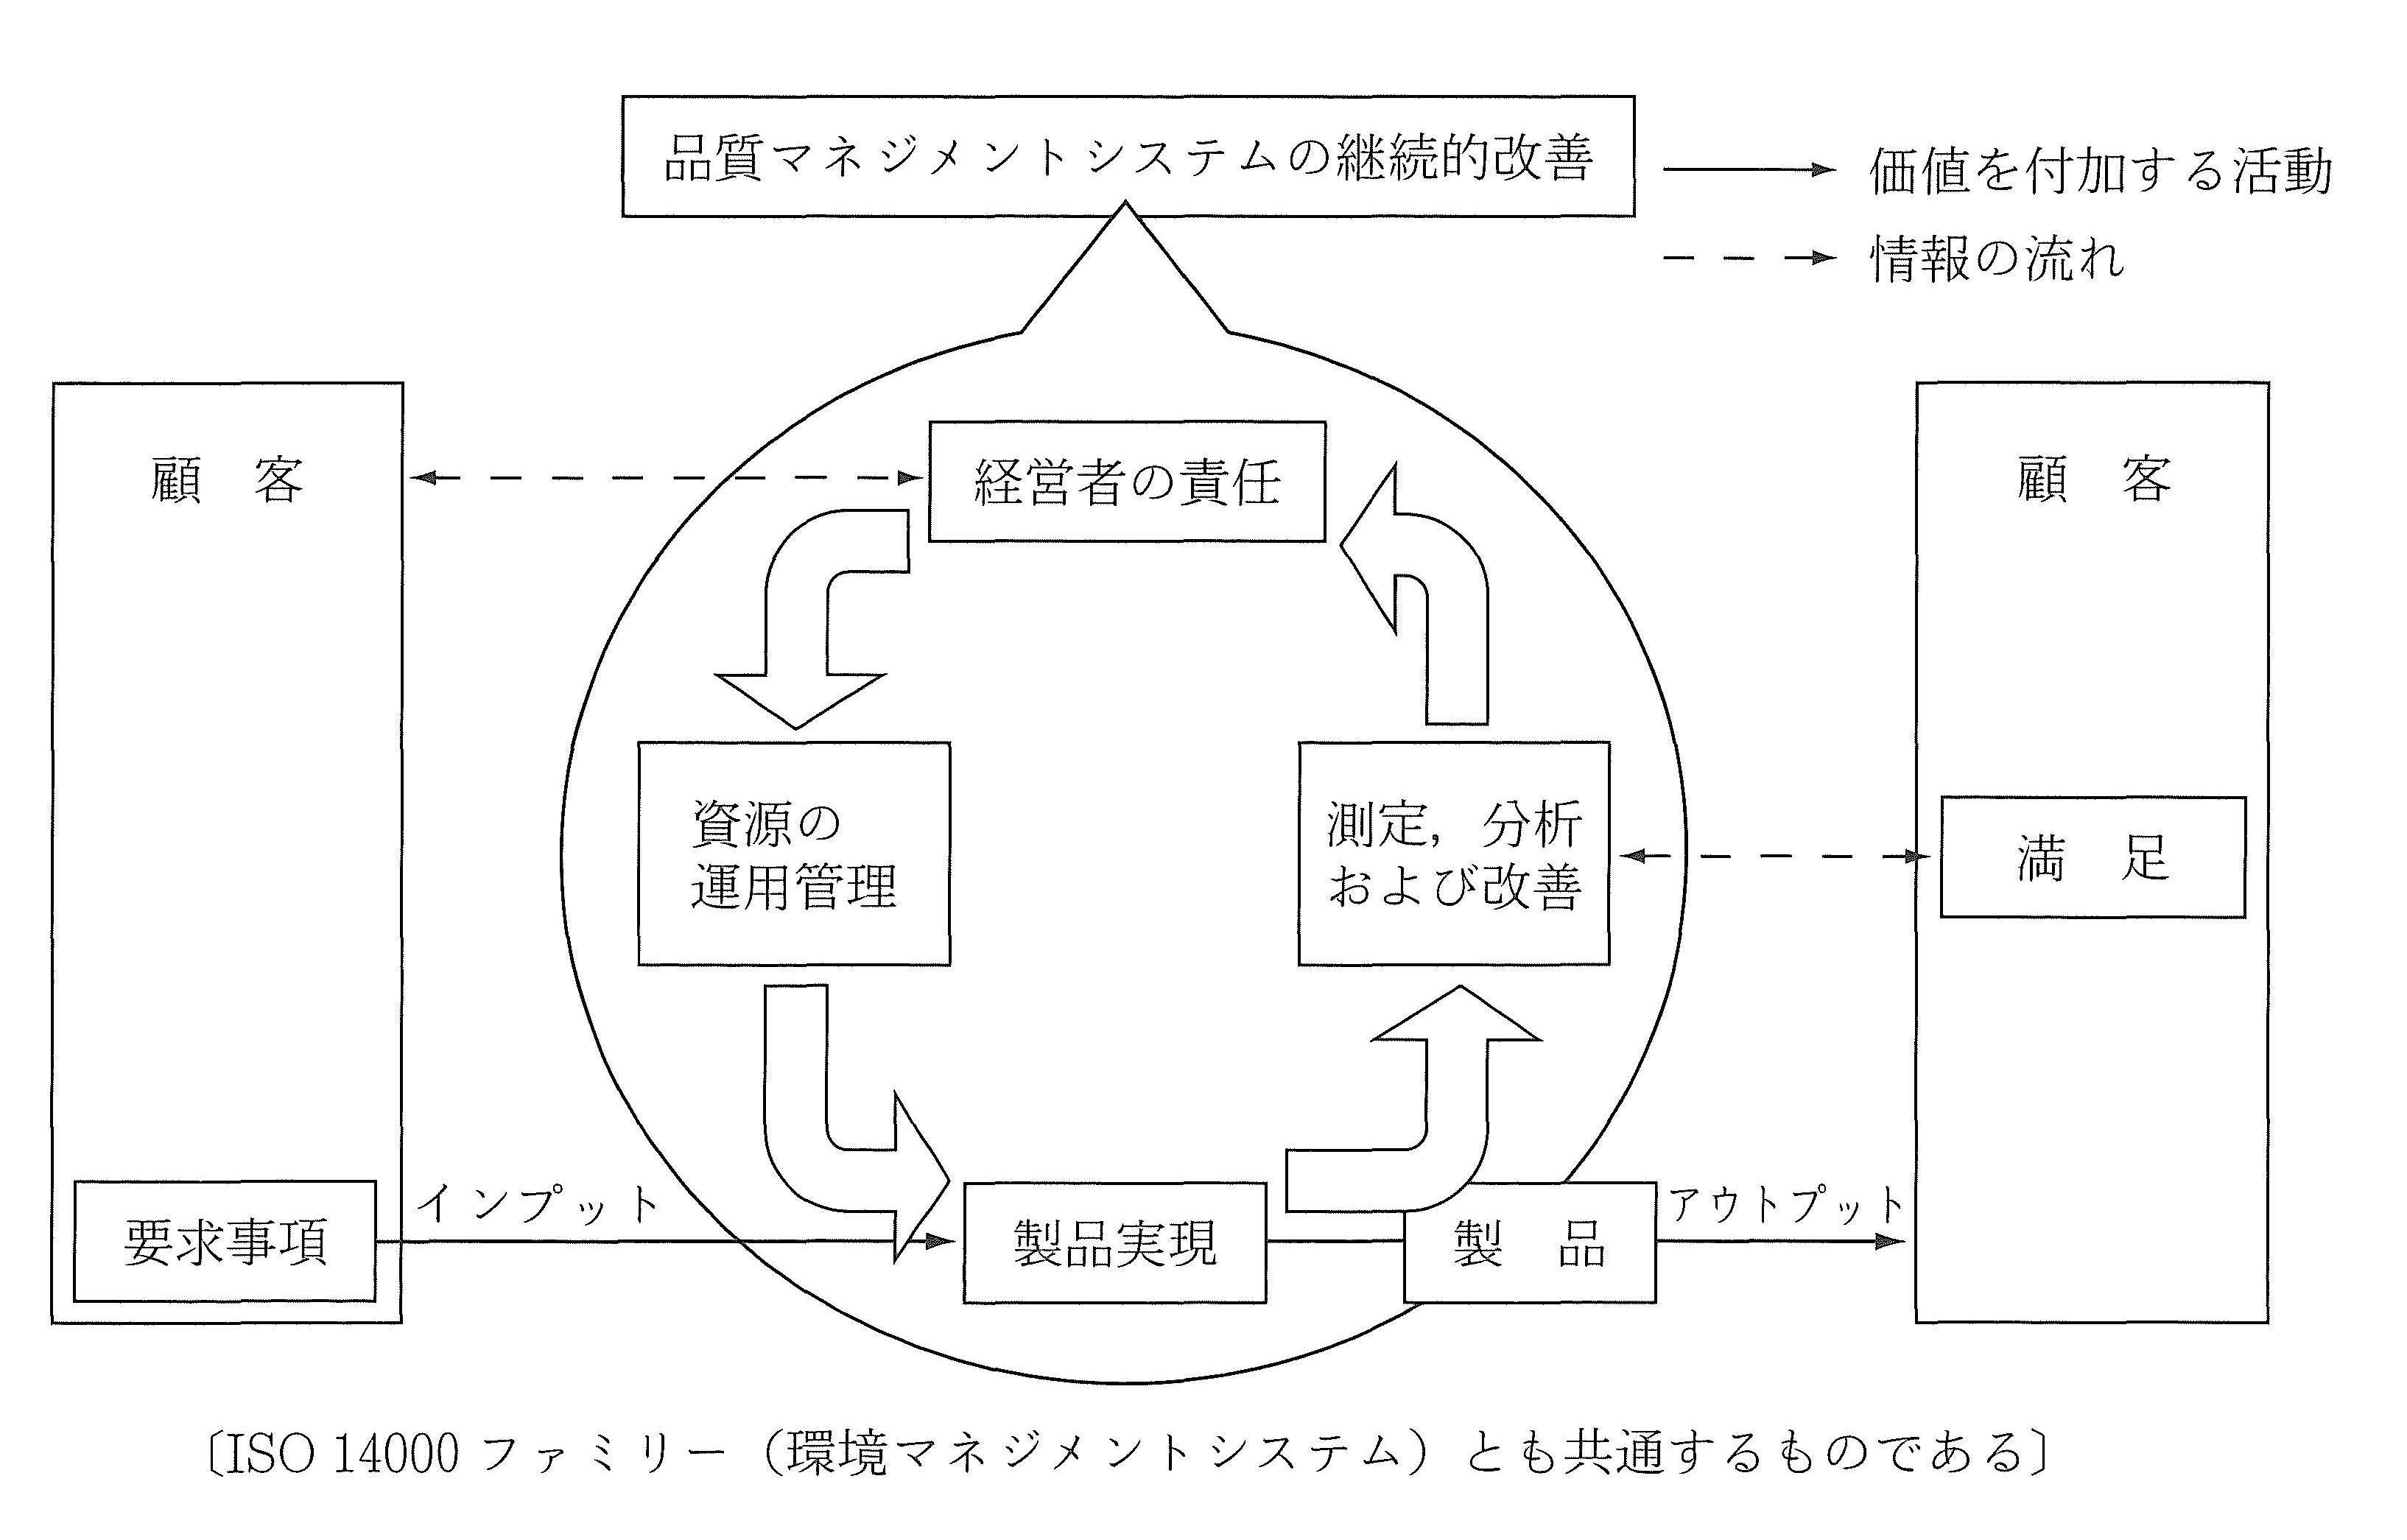 品質マネジメントシステムの継続的改善
価値を付加する活動
情報の流れ
顧 客
経営者の責任
顧 客
資源の
運用管理
測定，分析
および改善
満 足
要求事項
インプット
製品実現
製 品
アウトプット
〔ISO 14000 ファミリー（環境マネジメントシステム）とも共通するものである〕